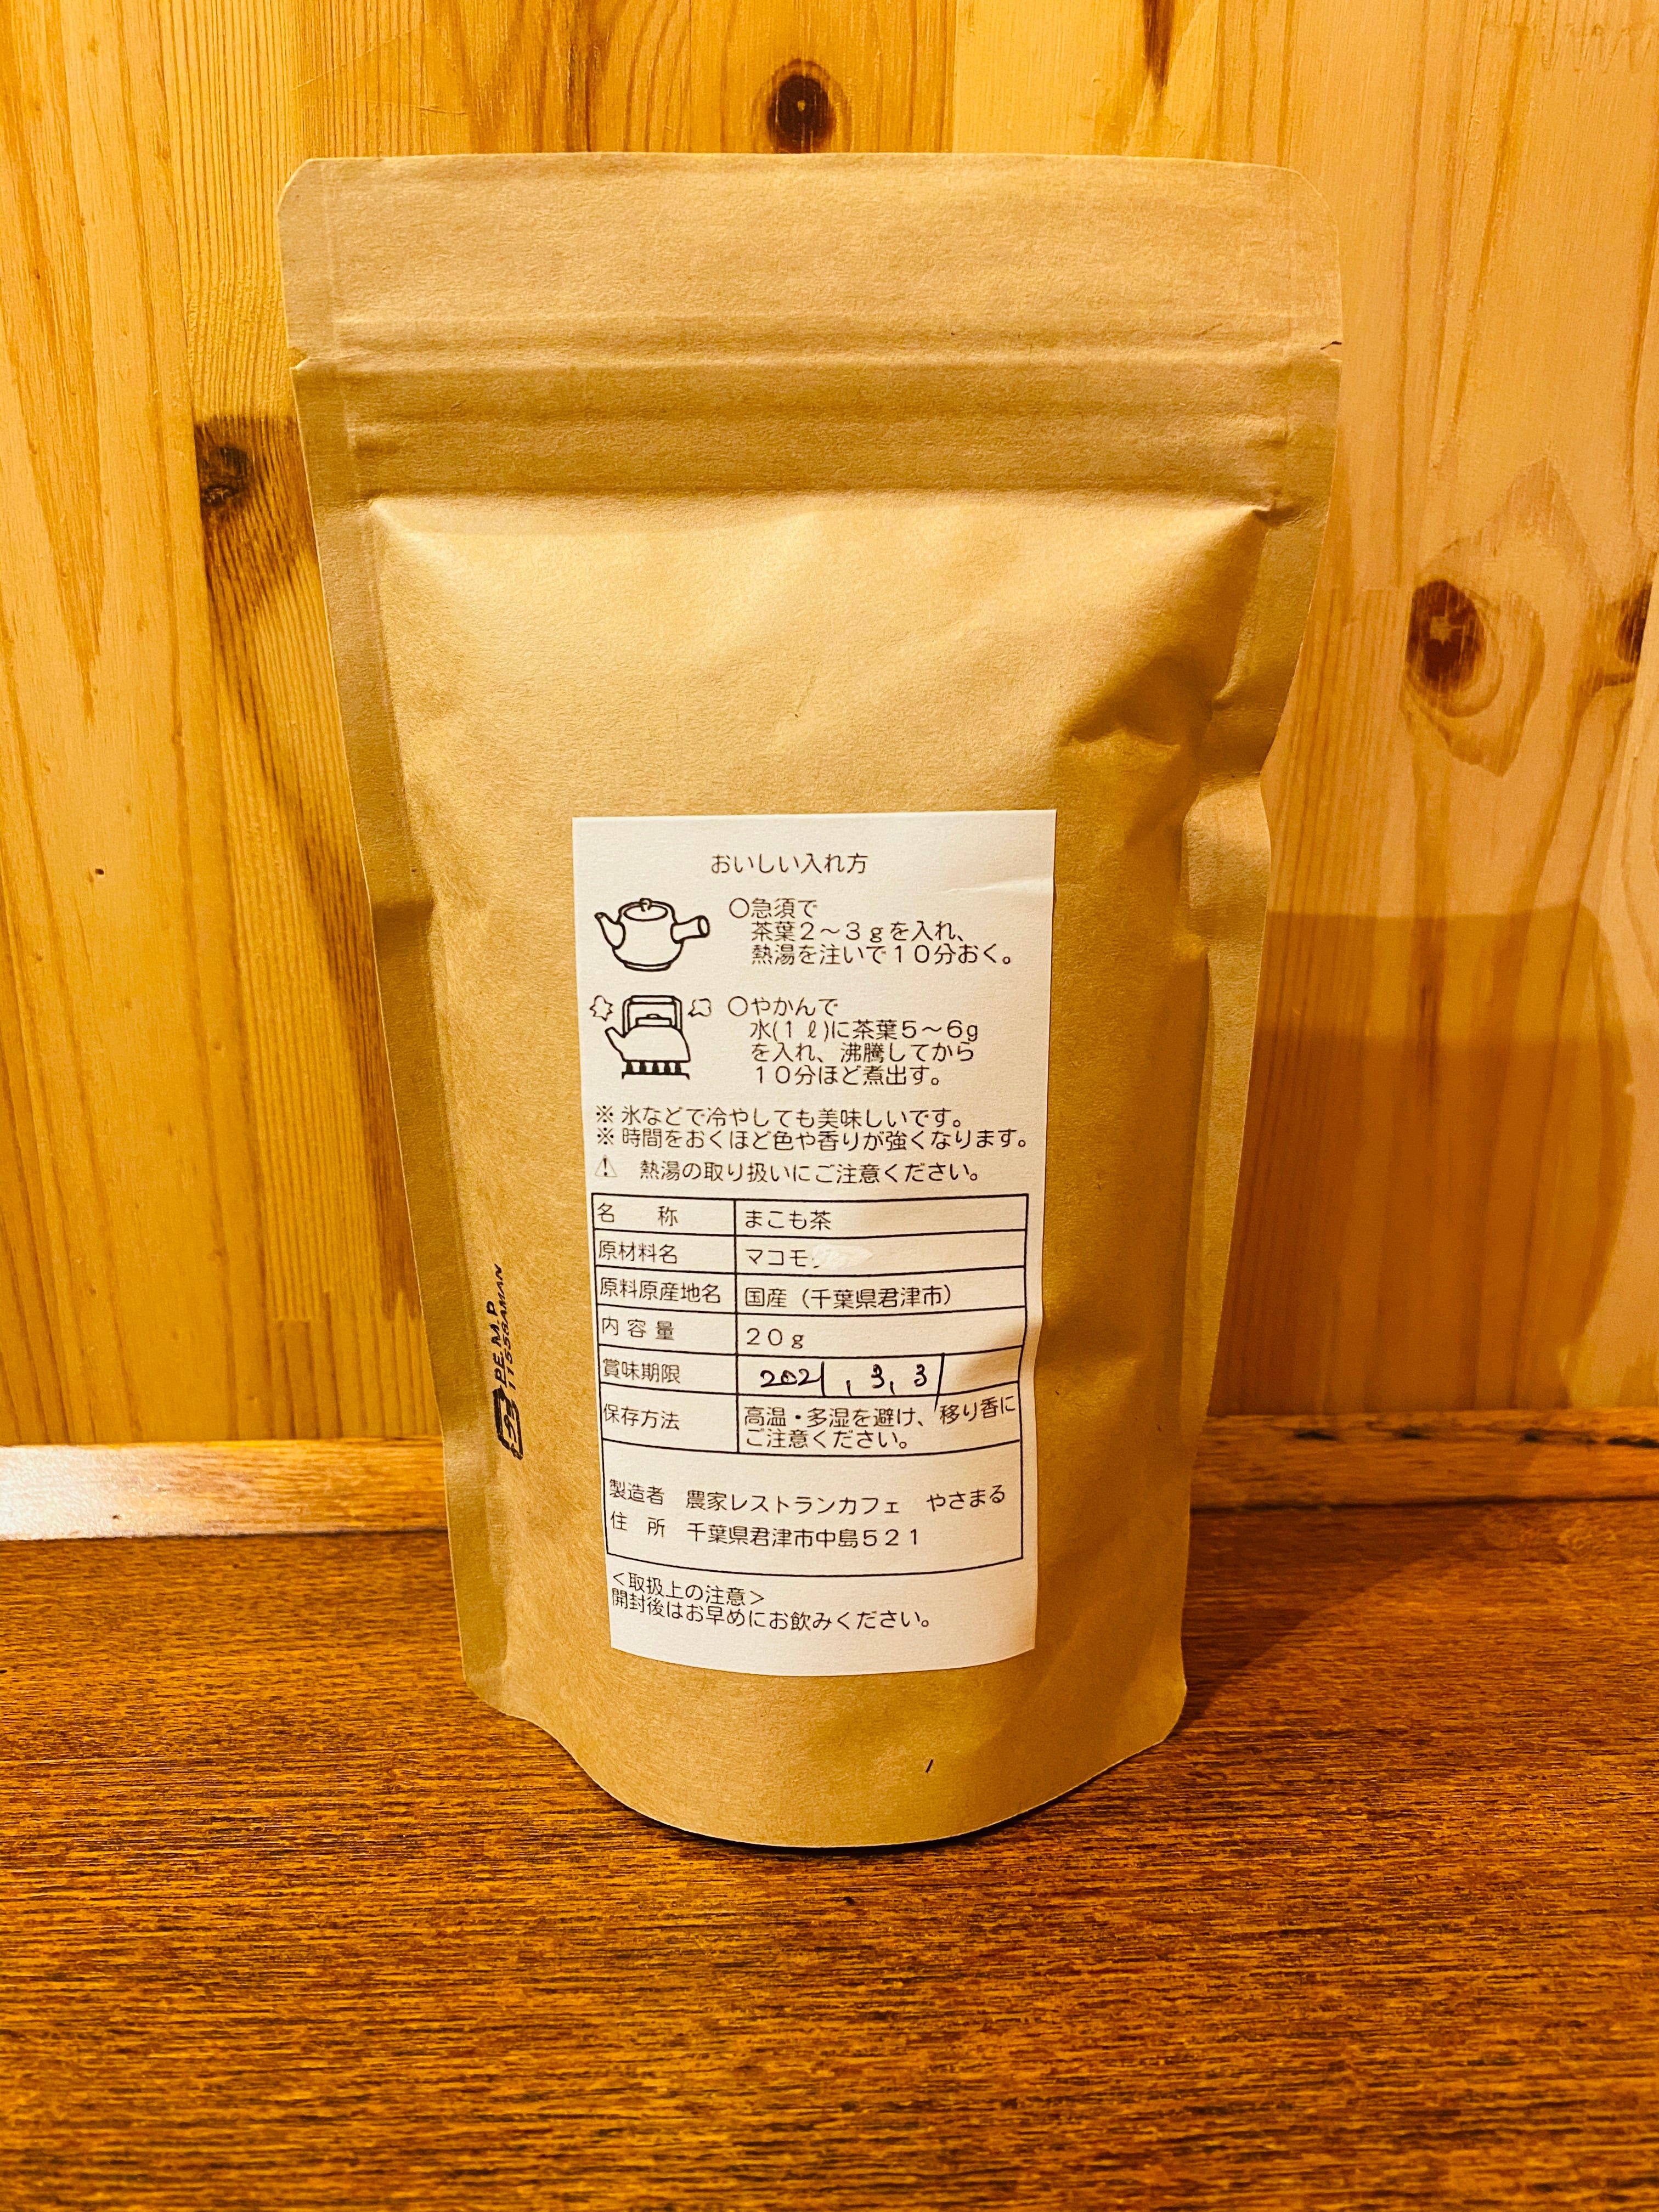 おいしい入れ方
〇急須で
茶葉２～３ｇを入れ、
熱湯を注いで１０分おく。
〇やかんで
水(１ℓ)に茶葉５～６g
を入れ、沸騰してから
１０分ほど煮出す。
※ 氷などで冷やしても美味しいです。
※ 時間をおくほど色や香りが強くなります。
⚠ 熱湯の取り扱いにご注意ください。
名　称 まこも茶
原材料名 マコモ
原料原産地名 国産（千葉県君津市）
内 容 量 ２０ｇ
賞味期限 2021.3.31
保存方法 高温・多湿を避け、移り香に
ご注意ください。
製造者　農家レストランカフェ　やさまる
住　所　千葉県君津市中島５２１
＜取扱上の注意＞
開封後はお早めにお飲みください。
PE.M.P